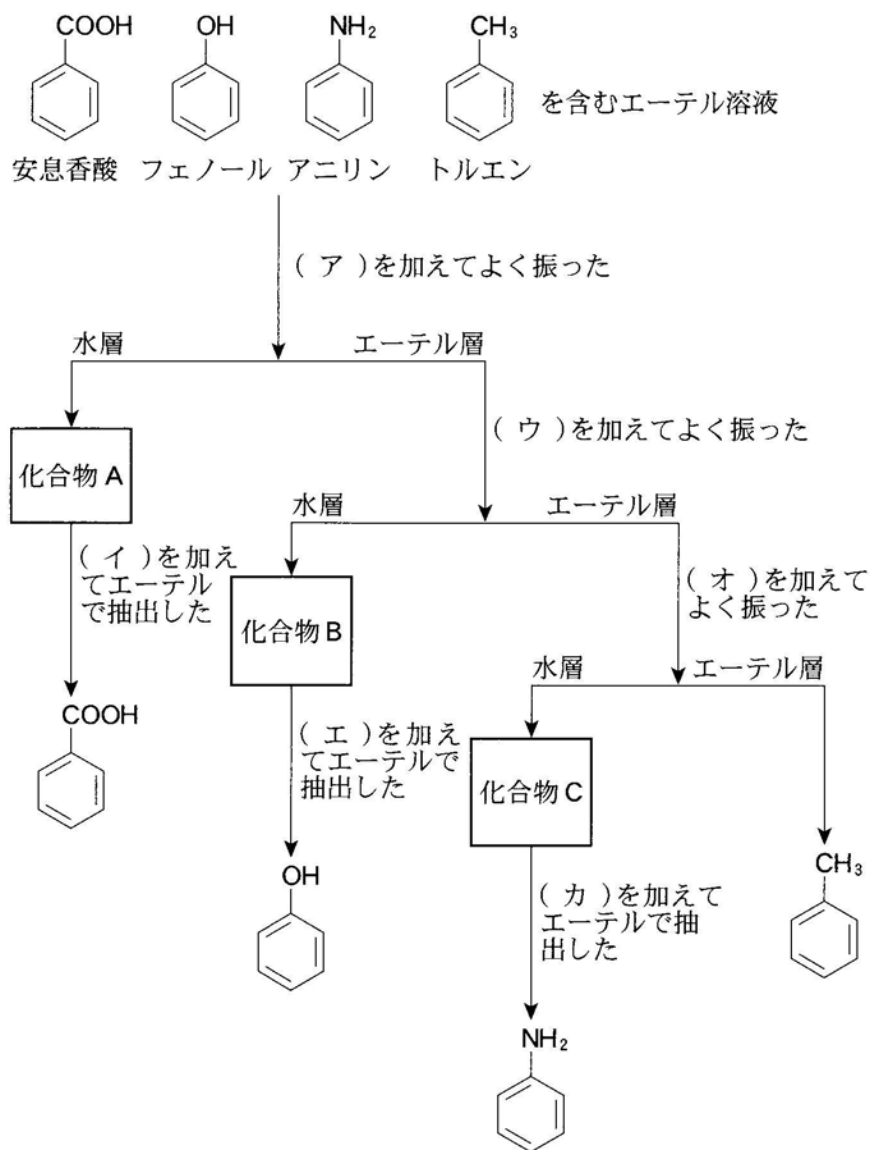 COOH
OH
NH₂
CH₃
を含むエーテル溶液
安息香酸 フェノール アニリン トルエン
( ア )を加えてよく振った
水層 エーテル層
化合物 A
( ウ )を加えてよく振った
水層 エーテル層
( イ )を加え
てエーテル
で抽出した
化合物 B
( オ )を加えて
よく振った
水層 エーテル層
COOH
( エ )を加え
てエーテルで
抽出した
化合物 C
OH
CH₃
( カ )を加えて
エーテルで抽
出した
NH₂